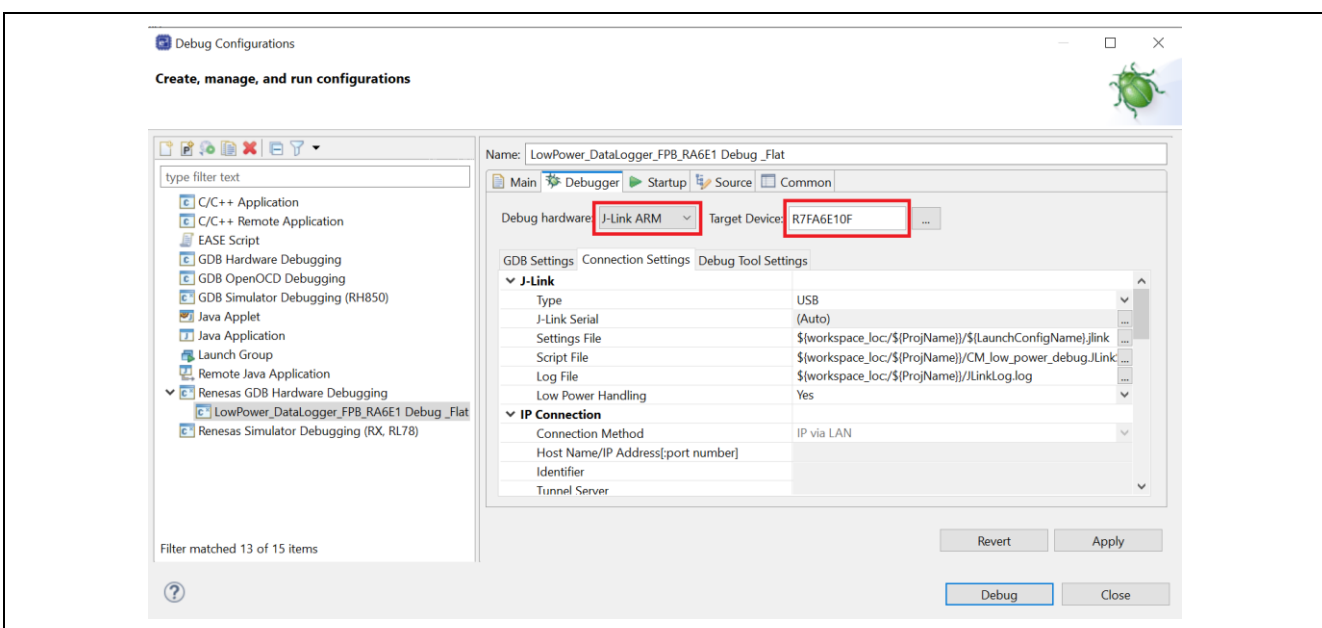 Debug Configurations
Create, manage, and run configurations
type filter text
C/C++ Application
C/C++ Remote Application
EASE Script
GDB Hardware Debugging
GDB OpenOCD Debugging
GDB Simulator Debugging (RH850)
Java Applet
Java Application
Launch Group
Remote Java Application
Renesas GDB Hardware Debugging
LowPower_DataLogger_FPB_RA6E1 Debug _Flat
Renesas Simulator Debugging (RX, RL78)
Filter matched 13 of 15 items
Name: LowPower_DataLogger_FPB_RA6E1 Debug _Flat
Main Debugger Startup Source Common
Debug hardware: J-Link ARM Target Device: R7FA6E10F ...
GDB Settings Connection Settings Debug Tool Settings
J-Link
Type USB
J-Link Serial (Auto) ...
Settings File ${workspace_loc:/${ProjName}}/${LaunchConfigName}.jlink ...
Script File ${workspace_loc:/${ProjName}}/CM_low_power_debug.JLink ...
Log File ${workspace_loc:/${ProjName}}/JLinkLog.log ...
Low Power Handling Yes
IP Connection
Connection Method IP via LAN
Host Name/IP Address[:port number]
Identifier
Tunnel Server
Revert Apply
? Debug Close